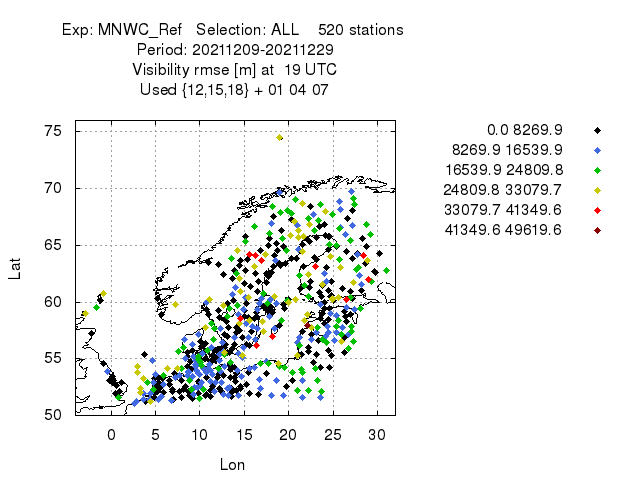 Exp: MNWC_Ref   Selection: ALL    520 stations
Period: 20211209-20211229
Visibility rmse [m] at  19 UTC
Used {12,15,18} + 01 04 07
0.0 8269.9
8269.9 16539.9
16539.9 24809.8
24809.8 33079.7
33079.7 41349.6
41349.6 49619.6
75
70
65
60
55
50
Lat
0 5 10 15 20 25 30
Lon